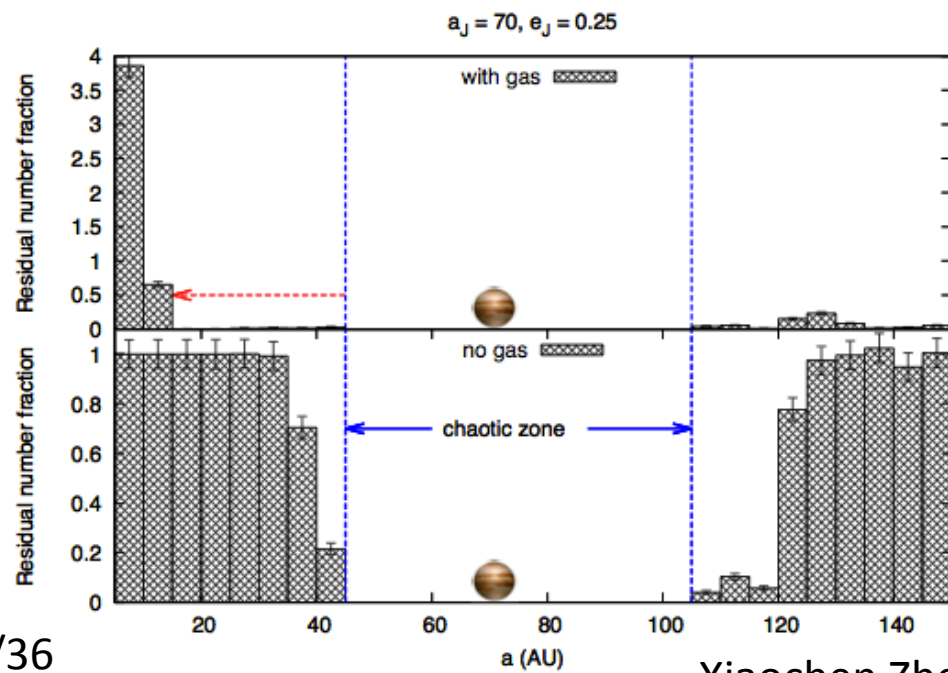 a_J = 70, e_J = 0.25
Residual number fraction
4
3.5
3
2.5
2
1.5
1
0.5
0
with gas
Residual number fraction
1
0.8
0.6
0.4
0.2
0
no gas
chaotic zone
20 40 60 80 100 120 140
a (AU)
/36